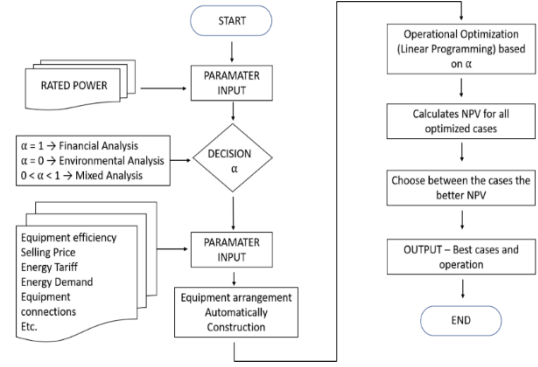 START
RATED POWER
PARAMATER
INPUT
α = 1 → Financial Analysis
α = 0 → Environmental Analysis
0 < α < 1 → Mixed Analysis
DECISION
α
Equipment efficiency
Selling Price
Energy Tariff
Energy Demand
Equipment
connections
Etc.
PARAMATER
INPUT
Equipment arrangement
Automatically
Construction
Operational Optimization
(Linear Programming) based
on α
Calculates NPV for all
optimized cases
Choose between the cases the
better NPV
OUTPUT – Best cases and
operation
END